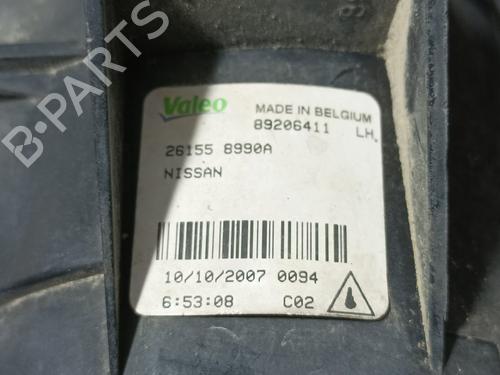 Valeo
MADE IN BELGIUM
89206411 LH.
26155 8990A
NISSAN
10/10/2007 0094
6:53:08 C02
B-PARTS